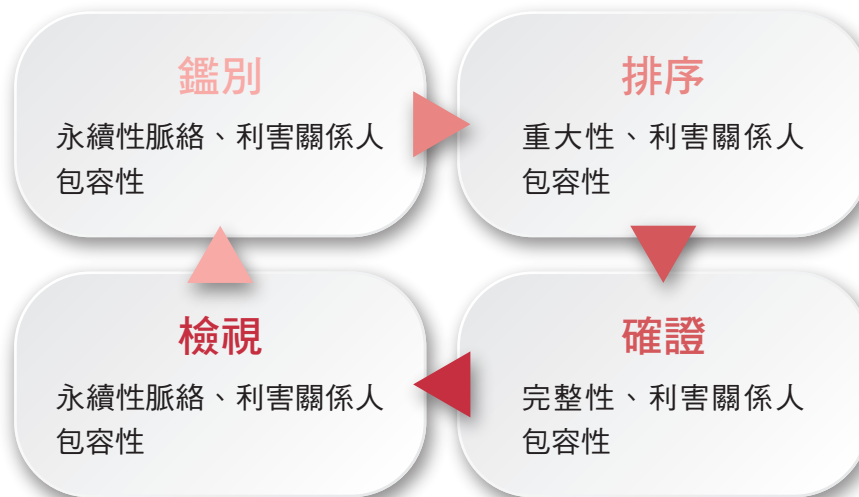 鑑別
永續性脈絡、利害關係人
包容性
排序
重大性、利害關係人
包容性
檢視
永續性脈絡、利害關係人
包容性
確證
完整性、利害關係人
包容性